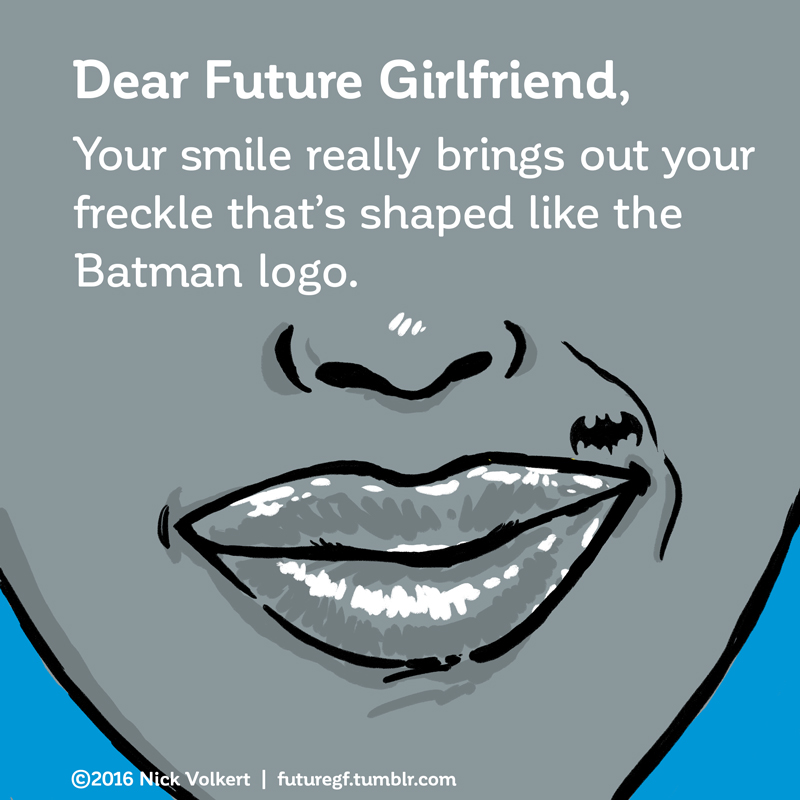 Dear Future Girlfriend,
Your smile really brings out your
freckle that’s shaped like the
Batman logo.
©2016 Nick Volkert | futuregf.tumblr.com